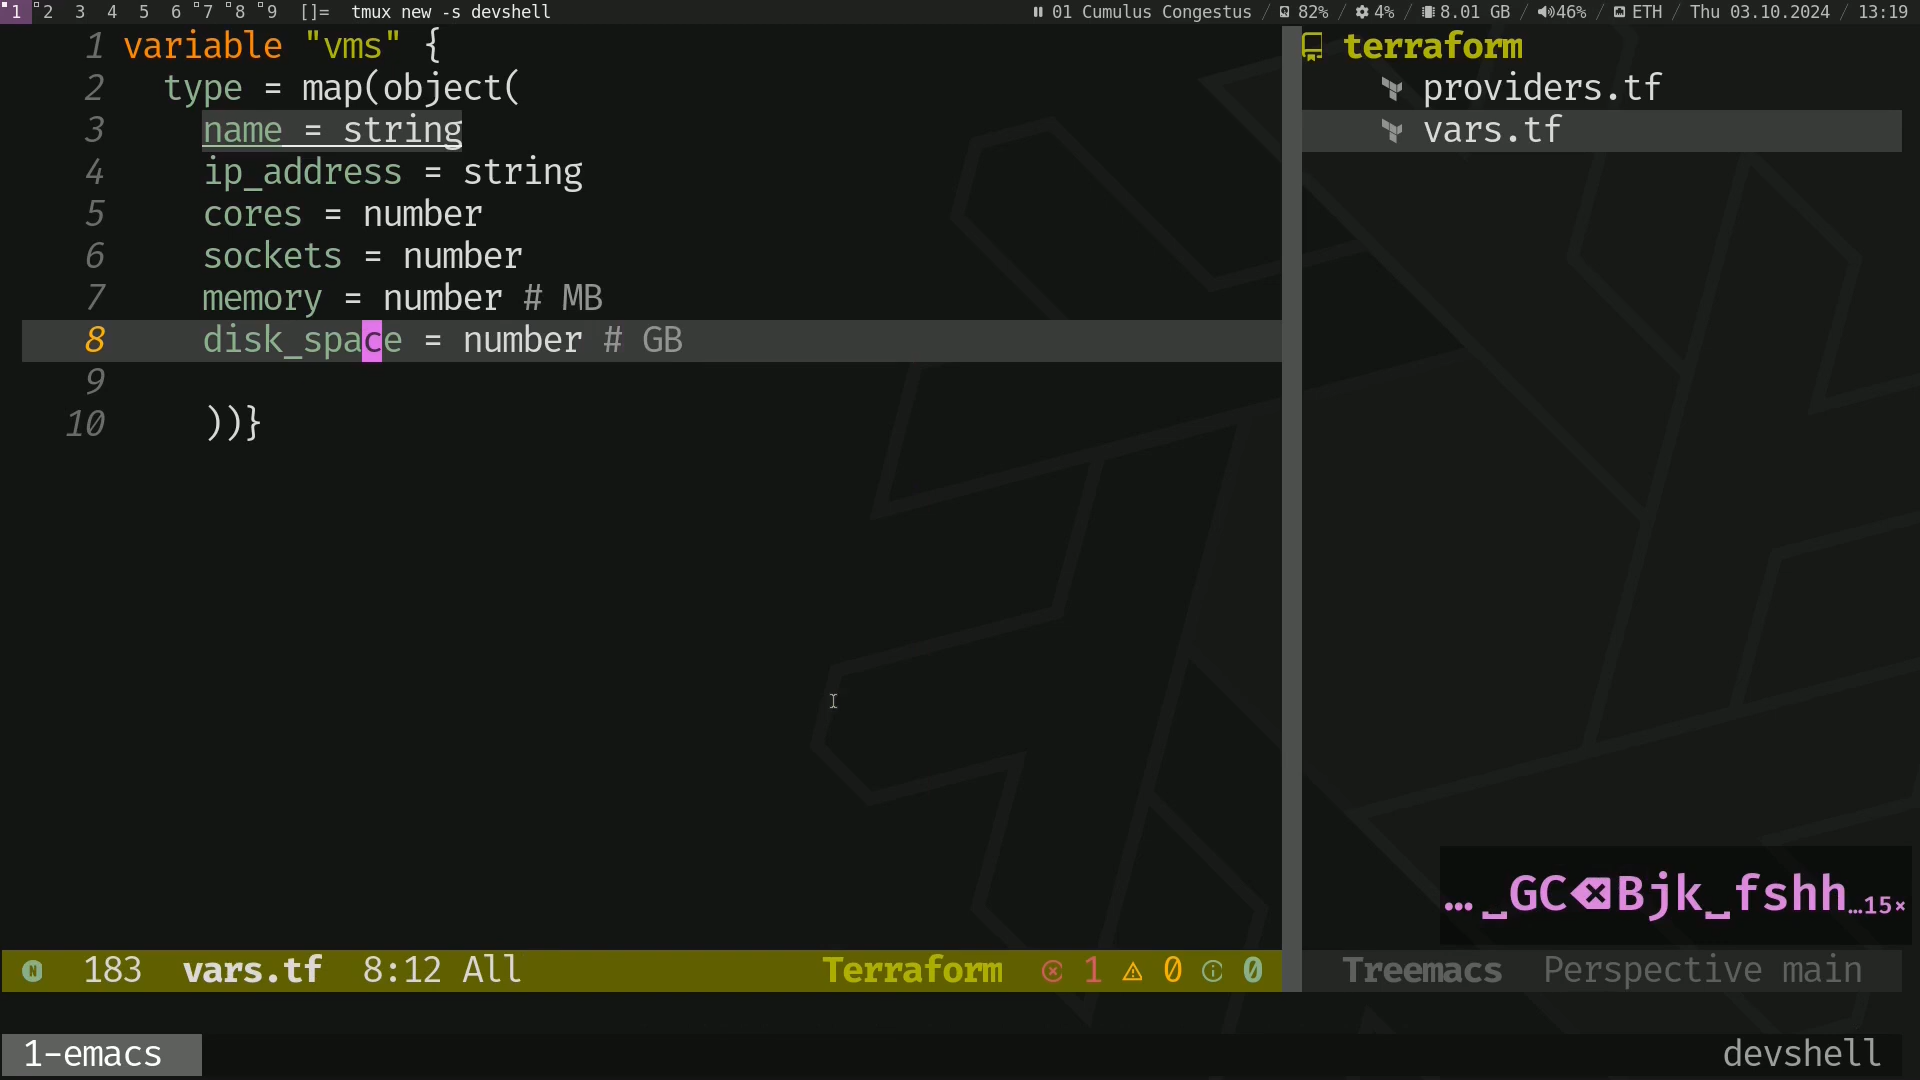 1 2 3 4 5 6 7 8 9 []= tmux new -s devshell 01 Cumulus Congestus / 82% / 4% / 8.01 GB / 46% / ETH / Thu 03.10.2024 / 13:19
1 variable "vms" {
2 type = map(object(
3 name = string
4 ip_address = string
5 cores = number
6 sockets = number
7 memory = number # MB
8 disk_space = number # GB
9
10 ))}
terraform
providers.tf
vars.tf
… ␣GC⌫Bjk␣fshh…15×
N 183 vars.tf 8:12 All Terraform 1 0 0
Treemacs Perspective main
1-emacs
devshell